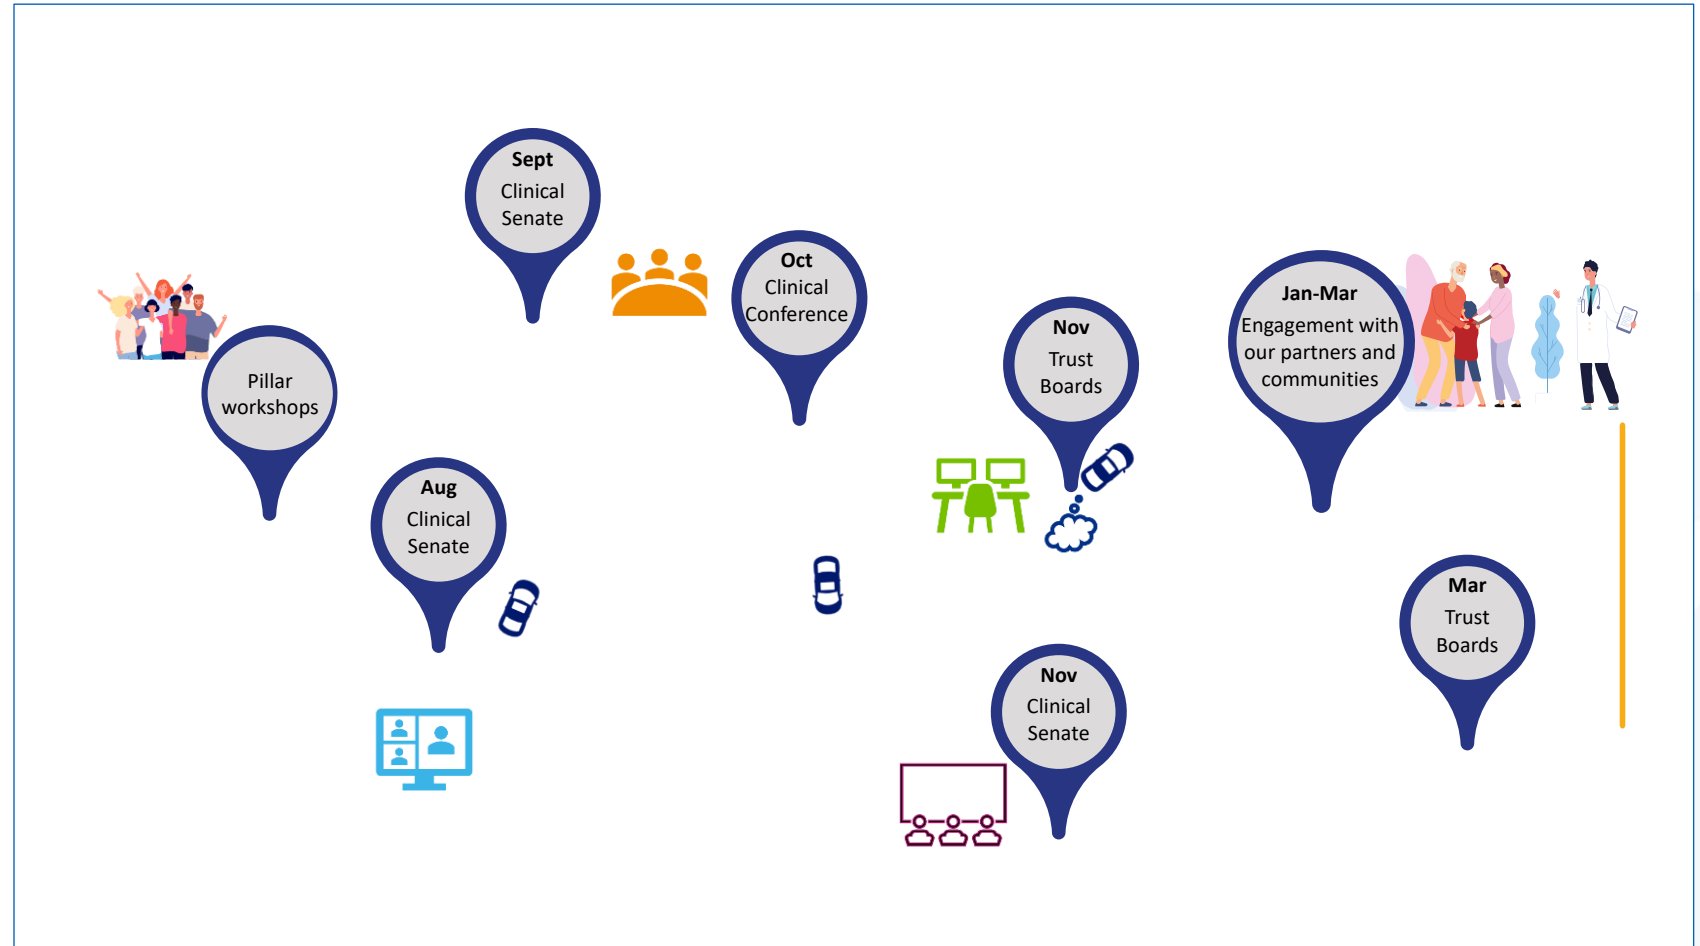 Pillar
workshops
Aug
Clinical
Senate
Sept
Clinical
Senate
Oct
Clinical
Conference
Nov
Trust
Boards
Nov
Clinical
Senate
Jan-Mar
Engagement with
our partners and
communities
Mar
Trust
Boards